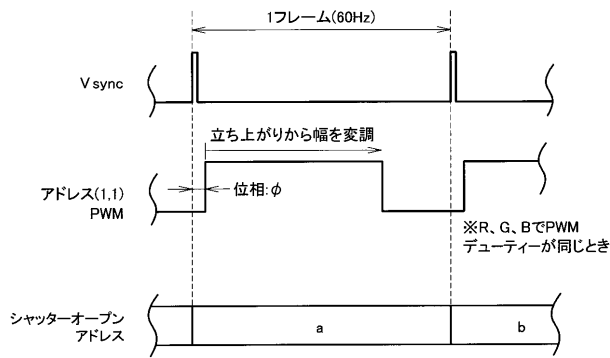 1フレーム(60Hz)
V sync
立ち上がりから幅を変調
アドレス(1,1)
PWM
位相:φ
※R、G、BでPWM
デューティーが同じとき
シャッターオープン
アドレス
a
b